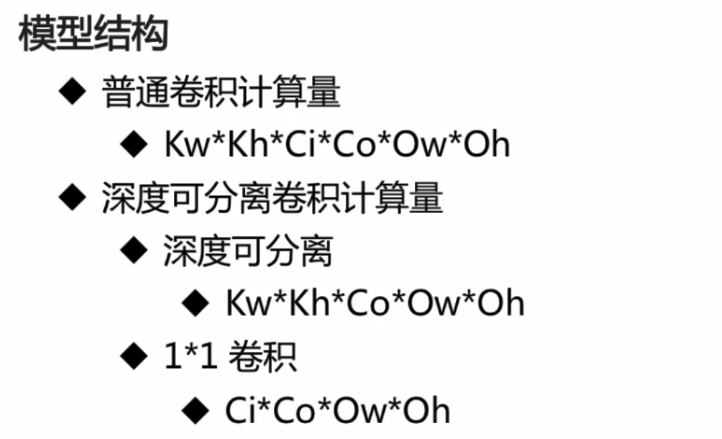 模型结构
◆ 普通卷积计算量
◆ Kw*Kh*Ci*Co*Ow*Oh
◆ 深度可分离卷积计算量
◆ 深度可分离
◆ Kw*Kh*Co*Ow*Oh
◆ 1*1 卷积
◆ Ci*Co*Ow*Oh